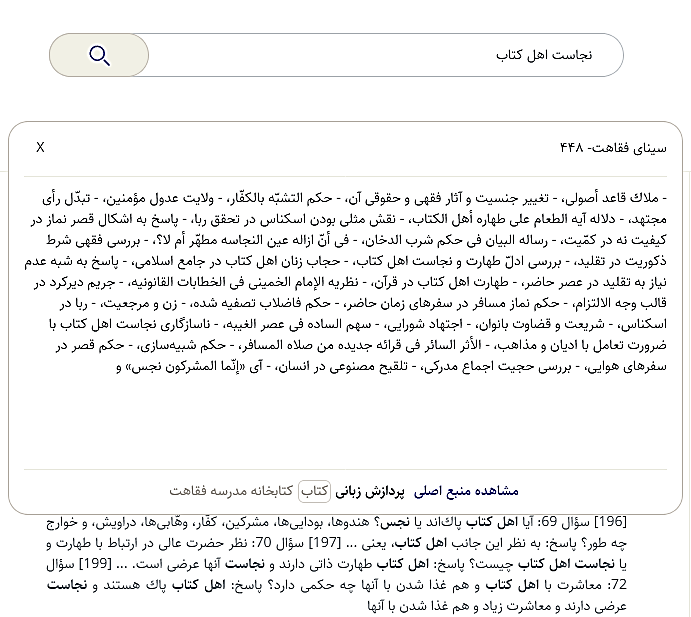 نجاست اهل کتاب
سینای فقاهت- ۴۴۸
X
- ملاك قاعد أصولی، - تغییر جنسیت و آثار فقهی و حقوقی آن، - حکم التشبّه بالکفّار، - ولایت عدول مؤمنین، - تبدّل رأی
مجتهد، - دلاله آیه الطعام علی طهاره أهل الکتاب، - نقش مثلی بودن اسکناس در تحقق ربا، - پاسخ به اشکال قصر نماز در
کیفیت نه در کمّیت، - رساله البیان فی حکم شرب الدخان، - فی أنّ ازاله عین النجاسه مطهّر أم لا؟، - بررسی فقهی شرط
ذکوریت در تقلید، - بررسی ادلّ طهارت و نجاست اهل کتاب، - حجاب زنان اهل کتاب در جامع اسلامی، - پاسخ به شبه عدم
نیاز به تقلید در عصر حاضر، - طهارت اهل کتاب در قرآن، - نظریه الإمام الخمینی فی الخطابات القانونیه، - جریم دیرکرد در
قالب وجه الالتزام، - حکم نماز مسافر در سفرهای زمان حاضر، - حکم فاضلاب تصفیه شده، - زن و مرجعیت، - ربا در
اسکناس، - شریعت و قضاوت بانوان، - اجتهاد شورایی، - سهم الساده فی عصر الغیبه، - ناسازگاری نجاست اهل کتاب با
ضرورت تعامل با ادیان و مذاهب، - الأثر السائر فی قرائه جدیده من صلاه المسافر، - حکم شبیه‌سازی، - حکم قصر در
سفرهای هوایی، - بررسی حجیت اجماع مدرکی، - تلقیح مصنوعی در انسان، - آی «إنّما المشرکون نجس» و
مشاهده منبع اصلی پردازش زبانی کتاب کتابخانه مدرسه فقاهت
[196] سؤال 69: آیا اهل کتاب پاك‌اند یا نجس؟ هندوها، بودایی‌ها، مشرکین، کفّار، وهّابی‌ها، دراویش، و خوارج
چه طور؟ پاسخ: به نظر این جانب اهل کتاب، یعنی ... [197] سؤال 70: نظر حضرت عالی در ارتباط با طهارت و
یا نجاست اهل کتاب چیست؟ پاسخ: اهل کتاب طهارت ذاتی دارند و نجاست آنها عرضی است. ... [199] سؤال
72: معاشرت با اهل کتاب و هم غذا شدن با آنها چه حکمی دارد؟ پاسخ: اهل کتاب پاك هستند و نجاست
عرضی دارند و معاشرت زیاد و هم غذا شدن با آنها